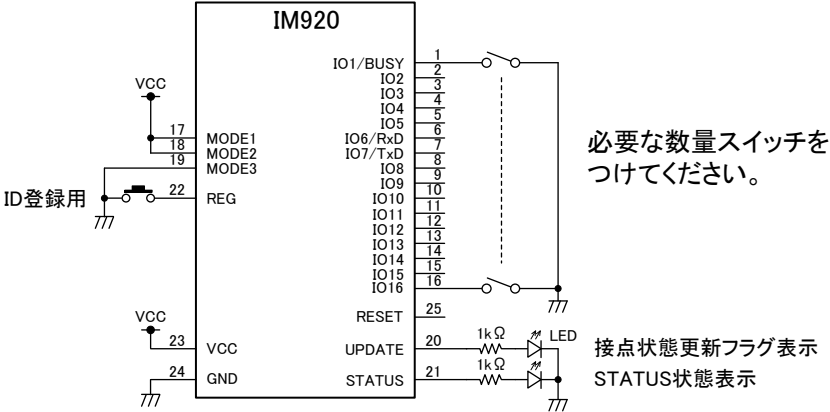 IM920
VCC
17 MODE1
18 MODE2
19 MODE3
ID登録用
22 REG
VCC
23 VCC
24 GND
IO1/BUSY 1
IO2 2
IO3 3
IO4 4
IO5 5
IO6/RxD 6
IO7/TxD 7
IO8 8
IO9 9
IO10 10
IO11 11
IO12 12
IO13 13
IO14 14
IO15 15
IO16 16
RESET 25
UPDATE 20
STATUS 21
1kΩ
LED
1kΩ
必要な数量スイッチを
つけてください。
接点状態更新フラグ表示
STATUS状態表示